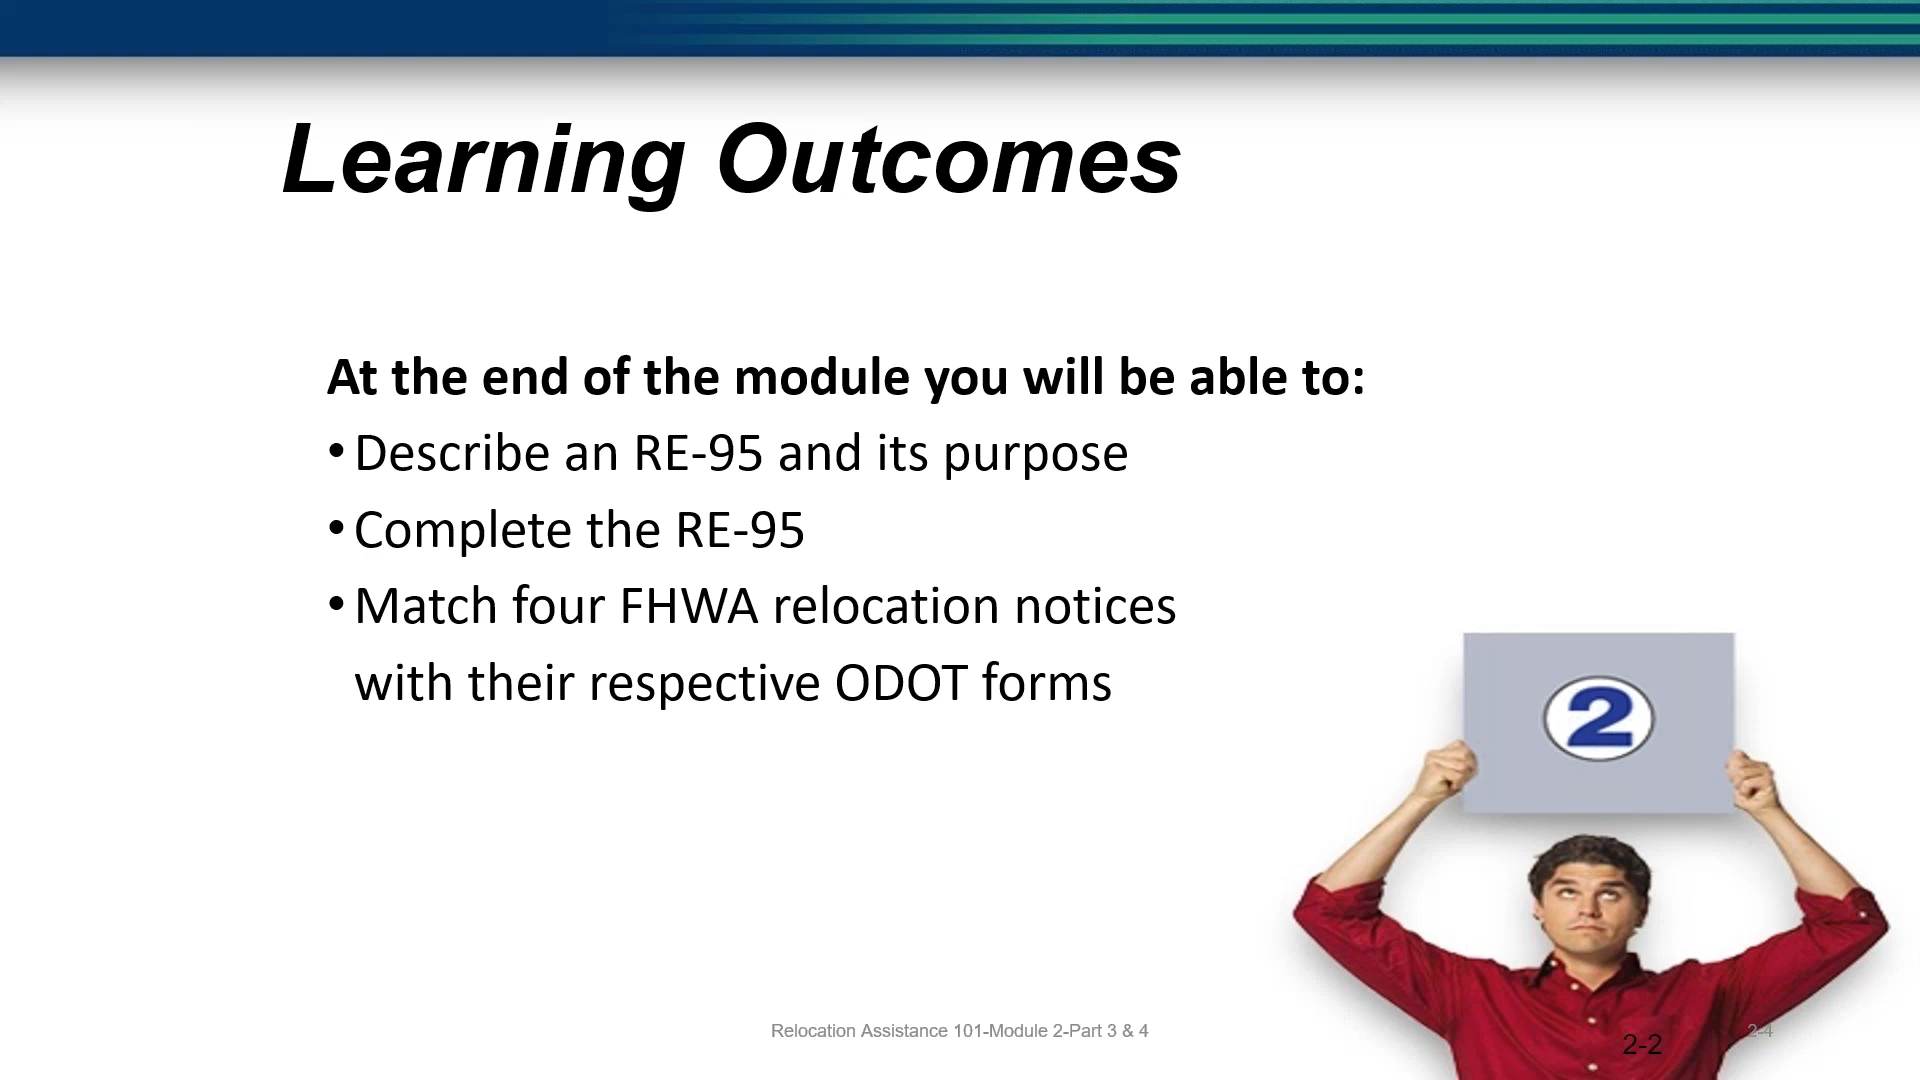 Learning Outcomes
At the end of the module you will be able to:
• Describe an RE-95 and its purpose
• Complete the RE-95
• Match four FHWA relocation notices
with their respective ODOT forms
2
Relocation Assistance 101-Module 2-Part 3 & 4
2-4
2-2